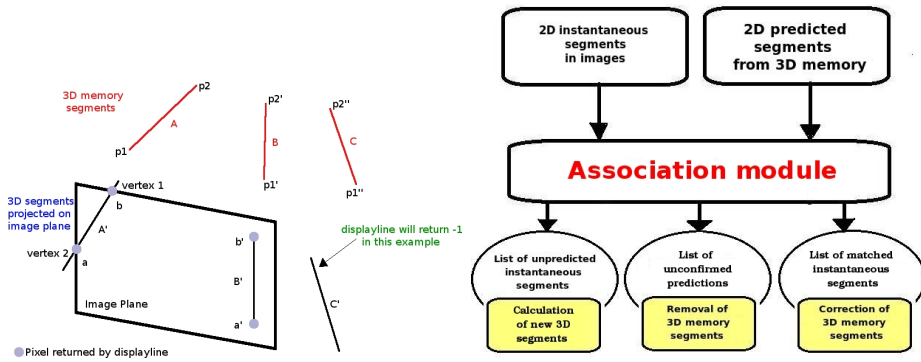 3D memory
segments
p2
A
p1
p2'
B
p1'
p2''
C
p1''
vertex 1
b
3D segments
projected on
image plane
A'
vertex 2
a
displayline will return -1
in this example
b'
B'
a'
C'
Image Plane
Pixel returned by displayline
2D instantaneous
segments
in images
2D predicted
segments
from 3D memory
Association module
List of unpredicted
instantaneous
segments
Calculation
of new 3D
segments
List of
unconfirmed
predictions
Removal of
3D memory
segments
List of matched
instantaneous
segments
Correction of
3D memory
segments